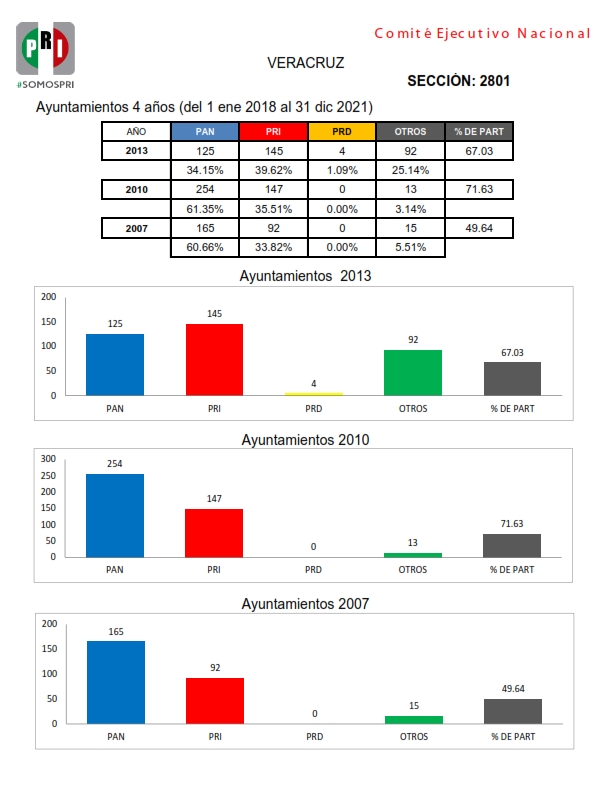 PRI
#SOMOSPRI
Comité Ejecutivo Nacional
VERACRUZ
SECCIÓN: 2801
Ayuntamientos 4 años (del 1 ene 2018 al 31 dic 2021)
AÑO PAN PRI PRD OTROS % DE PART
2013 125 145 4 92 67.03
34.15% 39.62% 1.09% 25.14%
2010 254 147 0 13 71.63
61.35% 35.51% 0.00% 3.14%
2007 165 92 0 15 49.64
60.66% 33.82% 0.00% 5.51%
Ayuntamientos 2013
200
150
100
50
0
125 145 4 92 67.03
PAN PRI PRD OTROS % DE PART
Ayuntamientos 2010
300
250
200
150
100
50
0
254 147 0 13 71.63
PAN PRI PRD OTROS % DE PART
Ayuntamientos 2007
200
150
100
50
0
165 92 0 15 49.64
PAN PRI PRD OTROS % DE PART